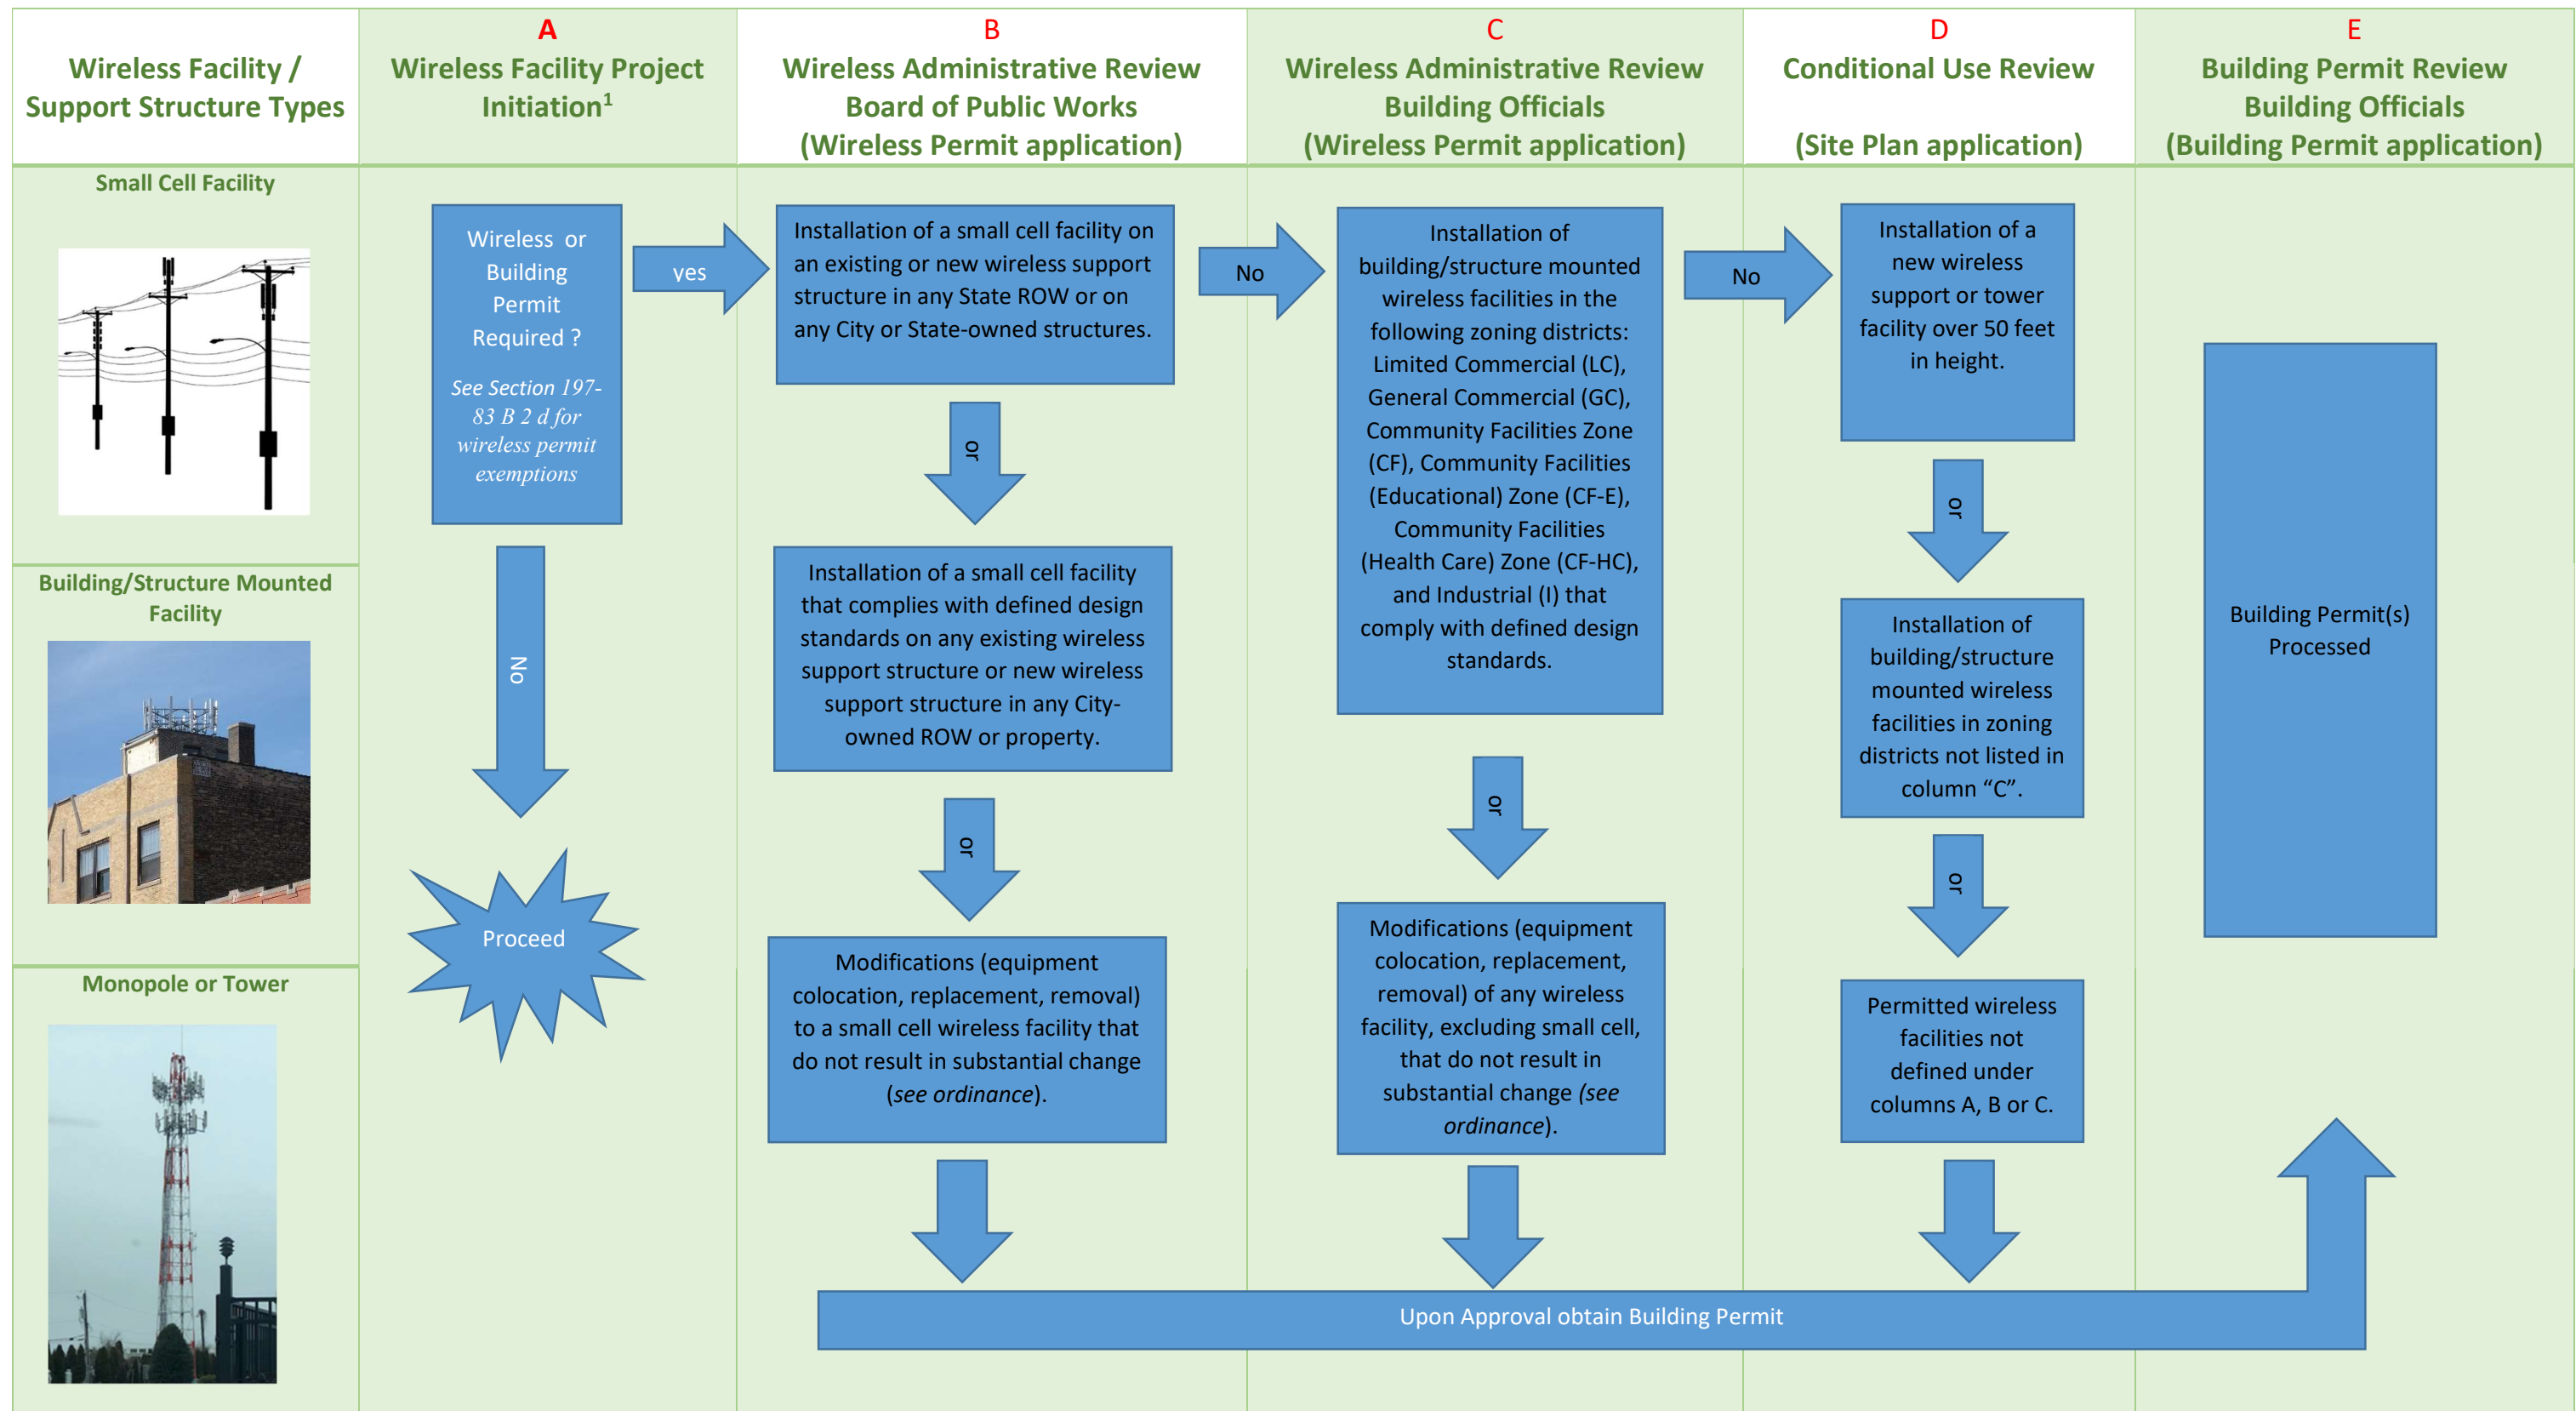 Wireless Facility /
Support Structure Types
A
Wireless Facility Project
Initiation¹
B
Wireless Administrative Review
Board of Public Works
(Wireless Permit application)
C
Wireless Administrative Review
Building Officials
(Wireless Permit application)
D
Conditional Use Review
(Site Plan application)
E
Building Permit Review
Building Officials
(Building Permit application)
Small Cell Facility
Building/Structure Mounted
Facility
Monopole or Tower
Wireless or
Building
Permit
Required ?
See Section 197-
83 B 2 d for
wireless permit
exemptions
yes
No
Proceed
Installation of a small cell facility on
an existing or new wireless support
structure in any State ROW or on
any City or State-owned structures.
or
Installation of a small cell facility
that complies with defined design
standards on any existing wireless
support structure or new wireless
support structure in any City-
owned ROW or property.
or
Modifications (equipment
colocation, replacement, removal)
to a small cell wireless facility that
do not result in substantial change
(see ordinance).
No
Installation of
building/structure mounted
wireless facilities in the
following zoning districts:
Limited Commercial (LC),
General Commercial (GC),
Community Facilities Zone
(CF), Community Facilities
(Educational) Zone (CF-E),
Community Facilities
(Health Care) Zone (CF-HC),
and Industrial (I) that
comply with defined design
standards.
or
Modifications (equipment
colocation, replacement,
removal) of any wireless
facility, excluding small cell,
that do not result in
substantial change (see
ordinance).
No
Installation of a
new wireless
support or tower
facility over 50 feet
in height.
or
Installation of
building/structure
mounted wireless
facilities in zoning
districts not listed in
column “C”.
or
Permitted wireless
facilities not
defined under
columns A, B or C.
Building Permit(s)
Processed
Upon Approval obtain Building Permit